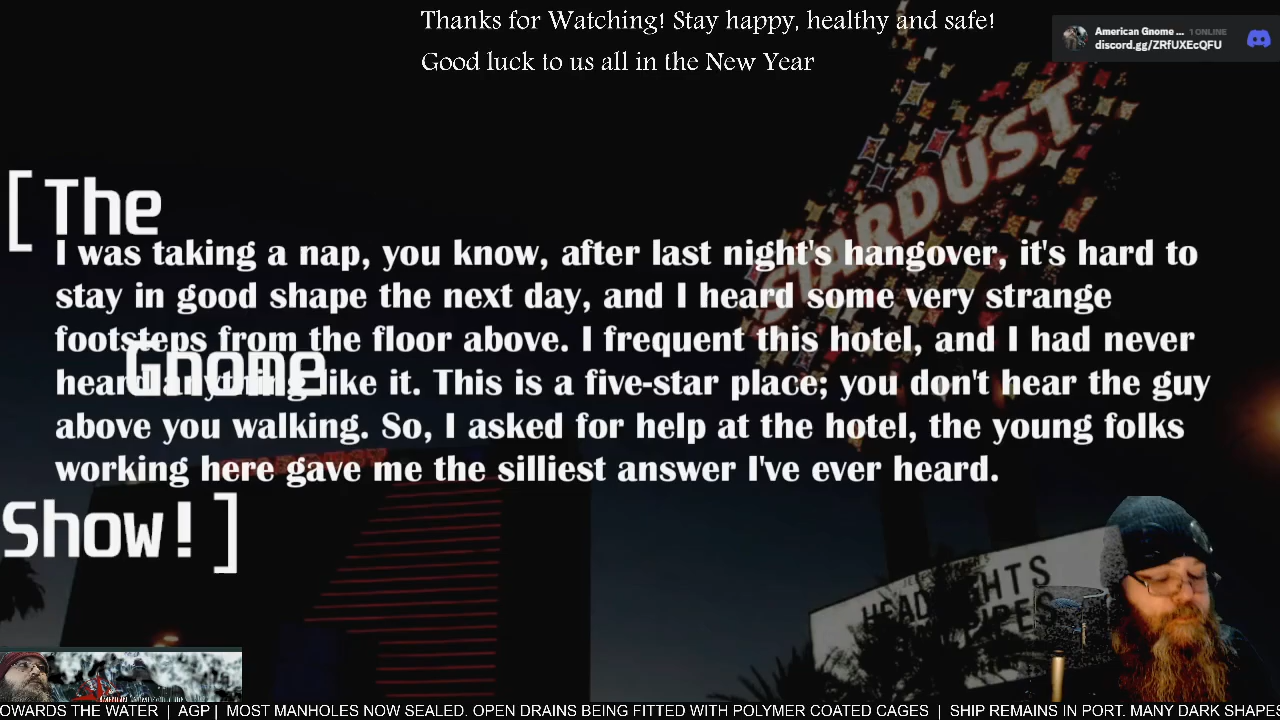 Thanks for Watching! Stay happy, healthy and safe!
Good luck to us all in the New Year
American Gnome ... 1 ONLINE
discord.gg/ZRfUXEcQFU
STARDUST
[The
I was taking a nap, you know, after last night's hangover, it's hard to
stay in good shape the next day, and I heard some very strange
footsteps from the floor above. I frequent this hotel, and I had never
Gnome
heard anything like it. This is a five-star place; you don't hear the guy
above you walking. So, I asked for help at the hotel, the young folks
working here gave me the silliest answer I've ever heard.
Show!]
OWARDS THE WATER | AGP | MOST MANHOLES NOW SEALED. OPEN DRAINS BEING FITTED WITH POLYMER COATED CAGES | SHIP REMAINS IN PORT. MANY DARK SHAPES